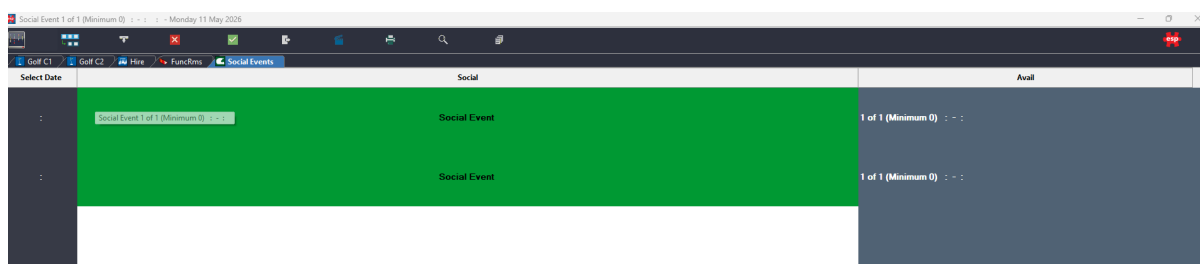 Social Event 1 of 1 (Minimum 0) : - : : - Monday 11 May 2026
esp
Golf C1 Golf C2 Hire FuncRms Social Events
Select Date Social Avail
: Social Event 1 of 1 (Minimum 0) : - : Social Event 1 of 1 (Minimum 0) : - :
: Social Event 1 of 1 (Minimum 0) : - :